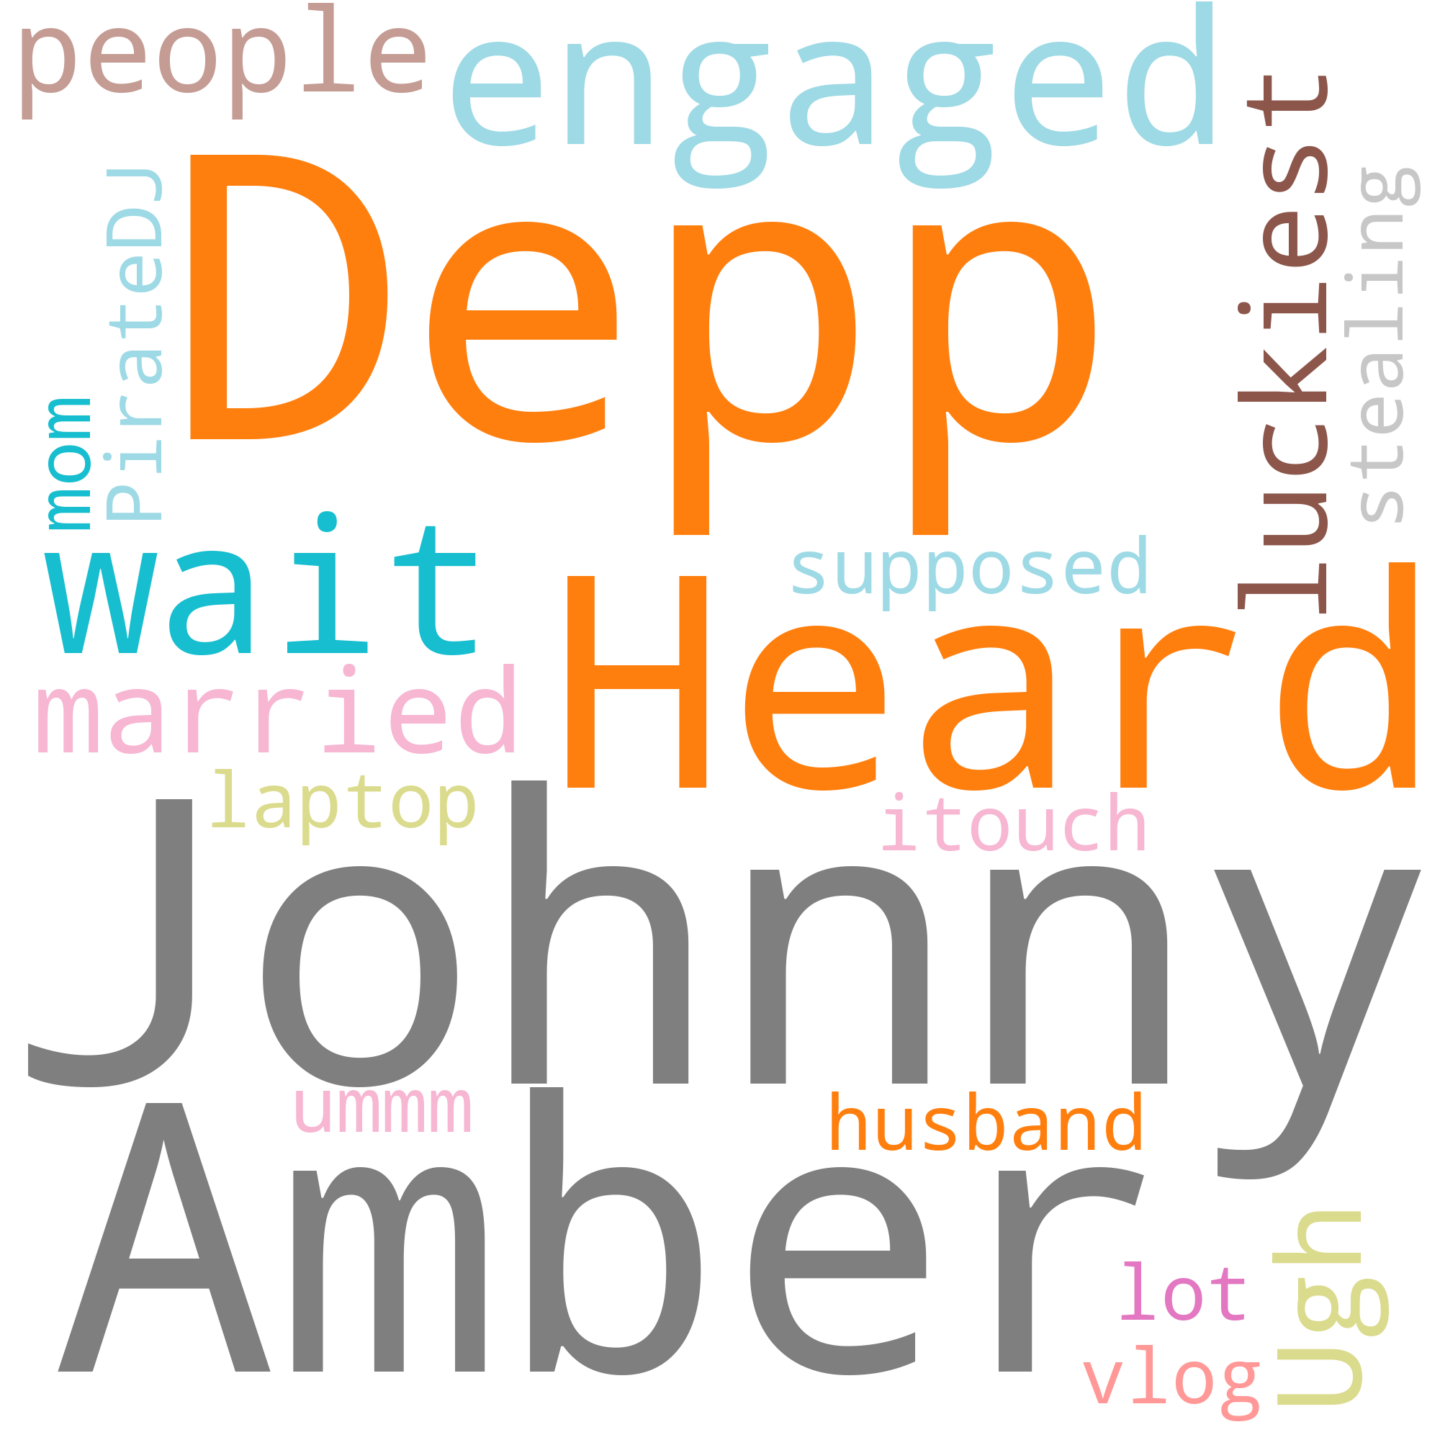 people
engaged
Depp
luckiest
stealing
PirateDJ
mom
wait
supposed
Heard
married
laptop
itouch
Johnny
ummm
husband
Amber
lot
Ugh
vlog